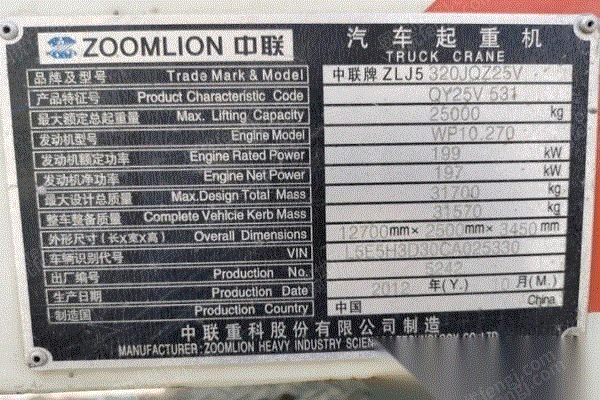 ZOOMLION 中联 汽车起重机
TRUCK CRANE
品牌及型号 Trade Mark & Model 中联牌 ZLJ5 320JQZ25V
产品特征号 Product Characteristic Code QY25V 531
最大额定总起重量 Max. Lifting Capacity 25000 kg
发动机型号 Engine Model WP10.270
发动机额定功率 Engine Rated Power 199 kW
发动机净功率 Engine Net Power 197 kW
最大设计总质量 Max.Design Total Mass 31700 kg
整车整备质量 Complete Vehicle Kerb Mass 31570 kg
外形尺寸(长X宽X高) Overall Dimensions 12700mm× 2500mm× 3450mm
车辆识别代号 VIN L5E5H3D30CA025330
出厂编号 Production No. 5242
生产日期 Production Date 2012 年(Y.) 10 月(M.)
制造国 Production Country 中国 China
中联重科股份有限公司制造
MANUFACTURER: ZOOMLION HEAVY INDUSTRY SCIEN